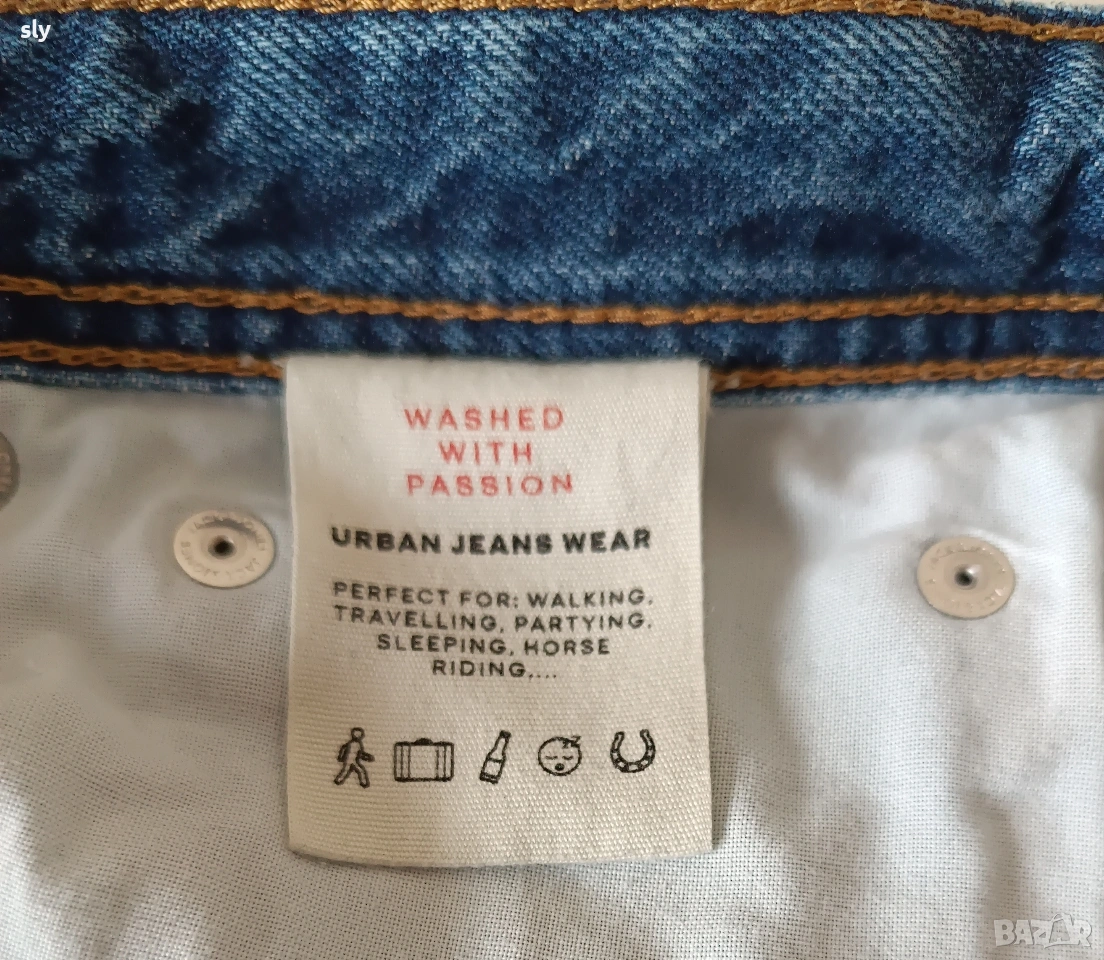 sly
WASHED
WITH
PASSION
URBAN JEANS WEAR
PERFECT FOR: WALKING,
TRAVELLING, PARTYING,
SLEEPING, HORSE
RIDING,...
BAZAR